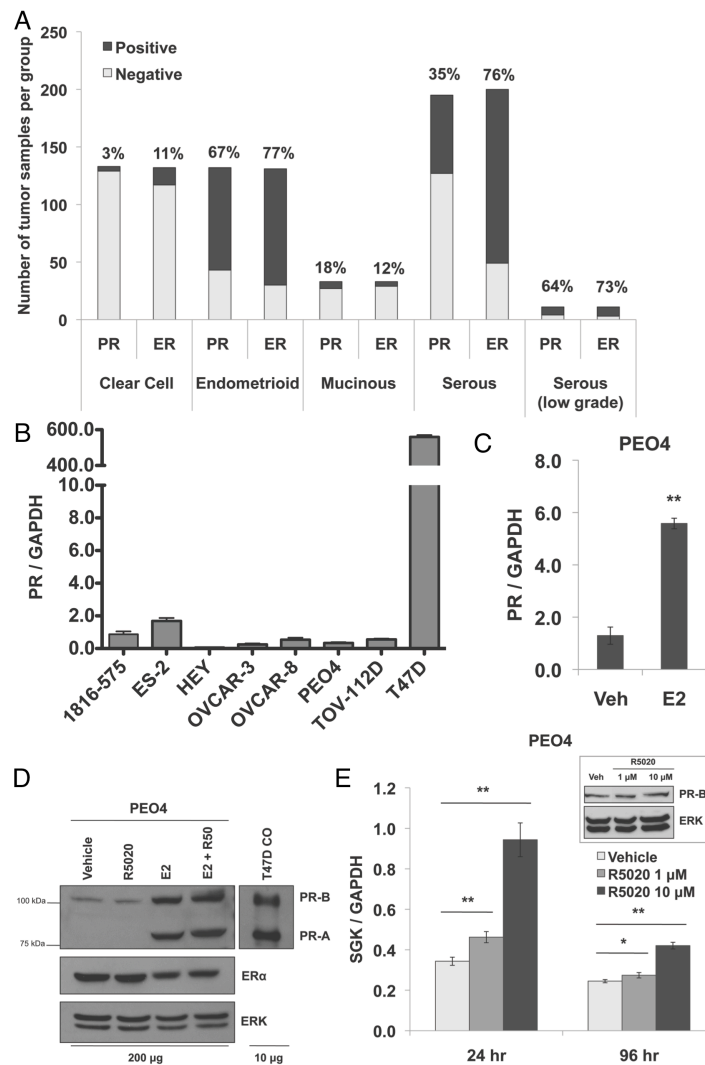 A
Number of tumor samples per group
250
200
150
100
50
0
Positive
Negative
3% 11% 67% 77% 18% 12% 35% 76% 64% 73%
PR ER PR ER PR ER PR ER PR ER
Clear Cell Endometrioid Mucinous Serous Serous
(low grade)
B
PR / GAPDH
600.0
400.0
10.0
8.0
6.0
4.0
2.0
0.0
1816-575 ES-2 HEY OVCAR-3 OVCAR-8 PEO4 TOV-112D T47D
C
PEO4
PR / GAPDH
8.0
6.0
4.0
2.0
0.0
**
Veh E2
D
PEO4
Vehicle R5020 E2 E2 + R50 T47D CO
100 kDa
75 kDa
PR-B
PR-A
ERα
ERK
200 µg 10 µg
E
PEO4
SGK / GAPDH
1.2
1.0
0.8
0.6
0.4
0.2
0.0
R5020
Veh 1 µM 10 µM
PR-B
ERK
Vehicle
R5020 1 µM
R5020 10 µM
**
**
**
*
24 hr 96 hr